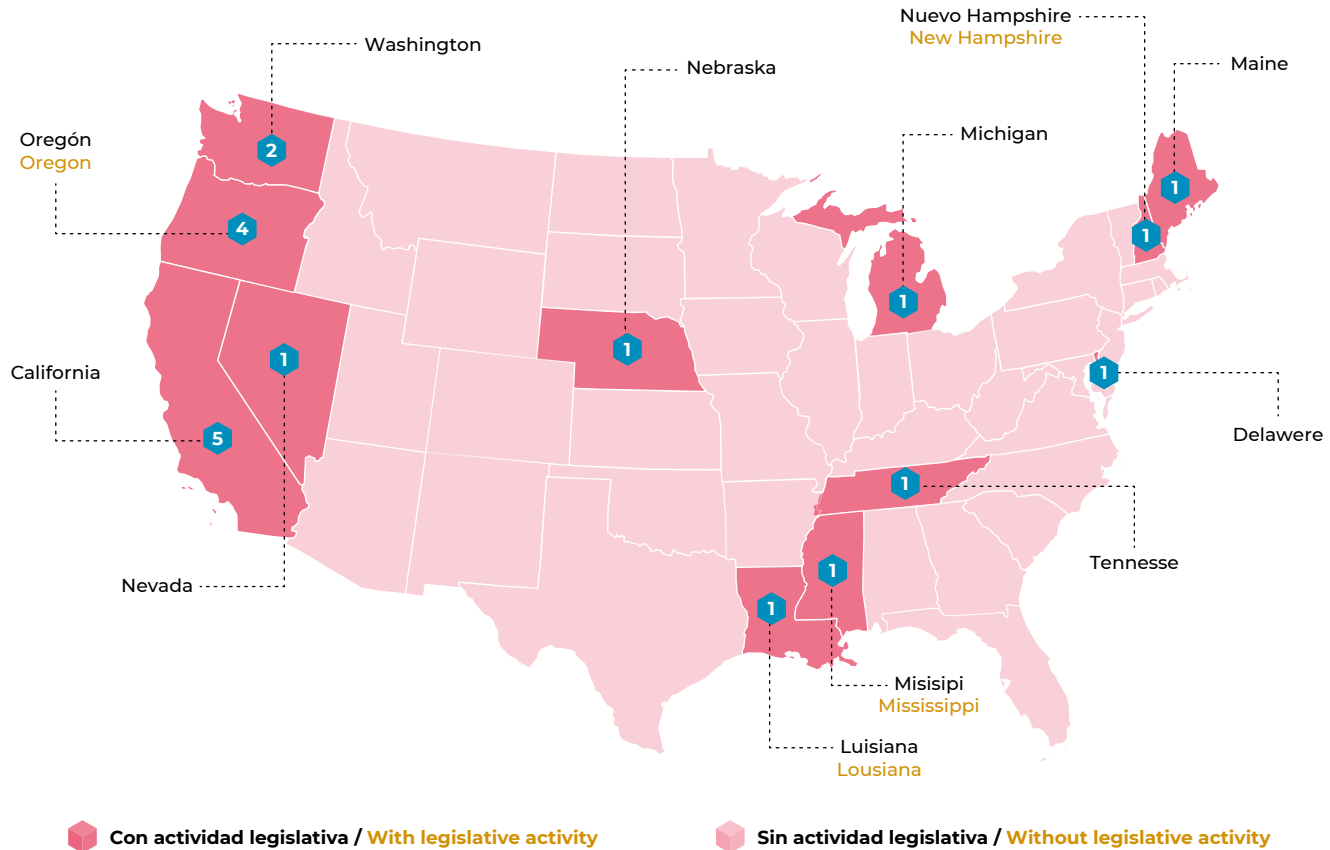 Nuevo Hampshire
New Hampshire
Washington
Maine
Nebraska
Michigan
Oregón
Oregon
2
1
4
1
1
1
1
1
California
1
5
Delawere
1
Tennesse
1
Nevada
1
Misisipi
Mississippi
Luisiana
Lousiana
Con actividad legislativa / With legislative activity
Sin actividad legislativa / Without legislative activity